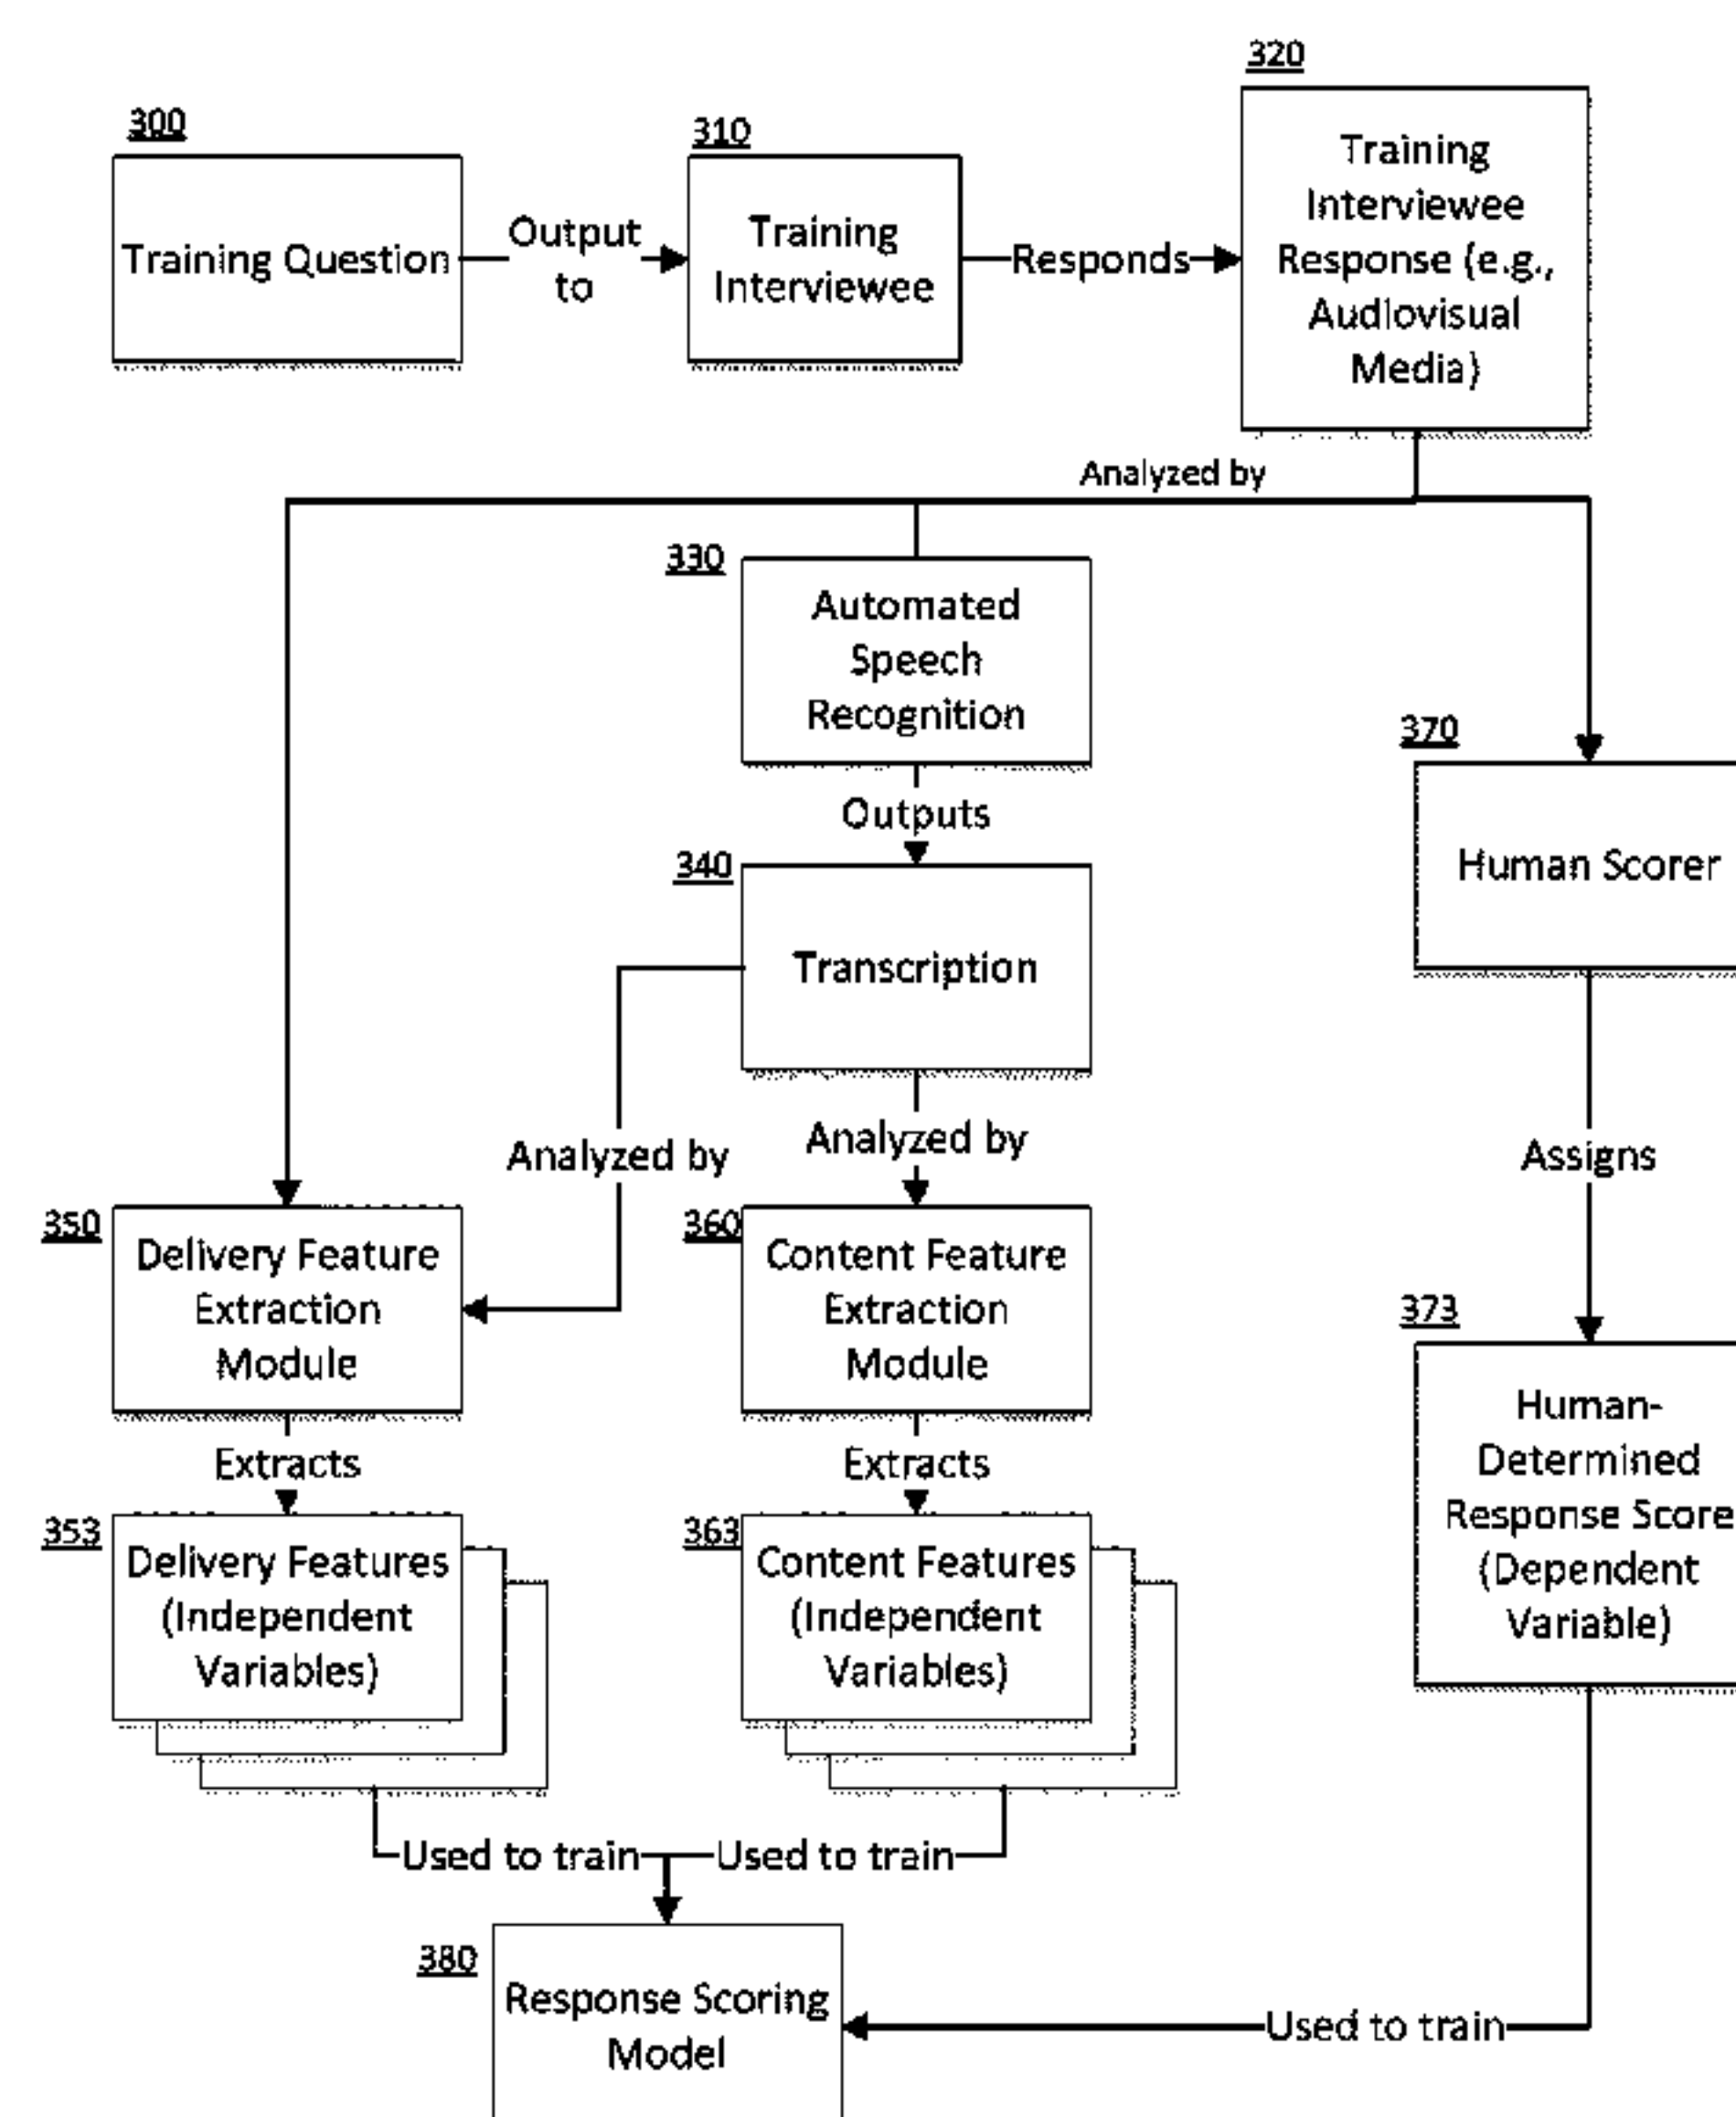 300
Training Question
Output
to
310
Training
Interviewee
Responds
320
Training
Interviewee
Response (e.g.,
Audiovisual
Media)
Analyzed by
330
Automated
Speech
Recognition
Outputs
340
Transcription
Analyzed by
Analyzed by
370
Human Scorer
Assigns
350
Delivery Feature
Extraction
Module
Extracts
360
Content Feature
Extraction
Module
Extracts
373
Human-
Determined
Response Score
(Dependent
Variable)
353
Delivery Features
(Independent
Variables)
363
Content Features
(Independent
Variables)
Used to train
Used to train
380
Response Scoring
Model
Used to train